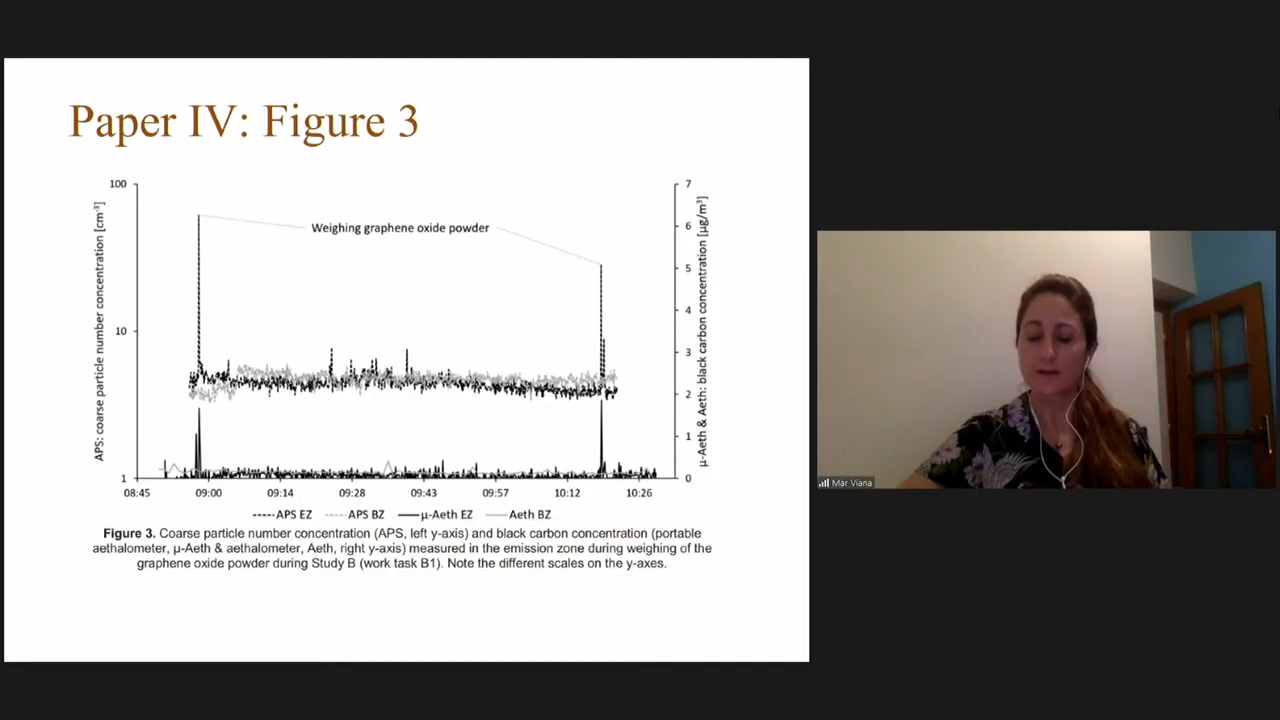 Paper IV: Figure 3
100
10
1
APS: coarse particle number concentration [cm⁻³]
Weighing graphene oxide powder
7
6
5
4
3
2
1
0
μ-Aeth & Aeth: black carbon concentration [μg/m³]
08:45 09:00 09:14 09:28 09:43 09:57 10:12 10:26
APS EZ APS BZ μ-Aeth EZ Aeth BZ
Figure 3. Coarse particle number concentration (APS, left y-axis) and black carbon concentration (portable
aethalometer, μ-Aeth & aethalometer, Aeth, right y-axis) measured in the emission zone during weighing of the
graphene oxide powder during Study B (work task B1). Note the different scales on the y-axes.
Mar Viana